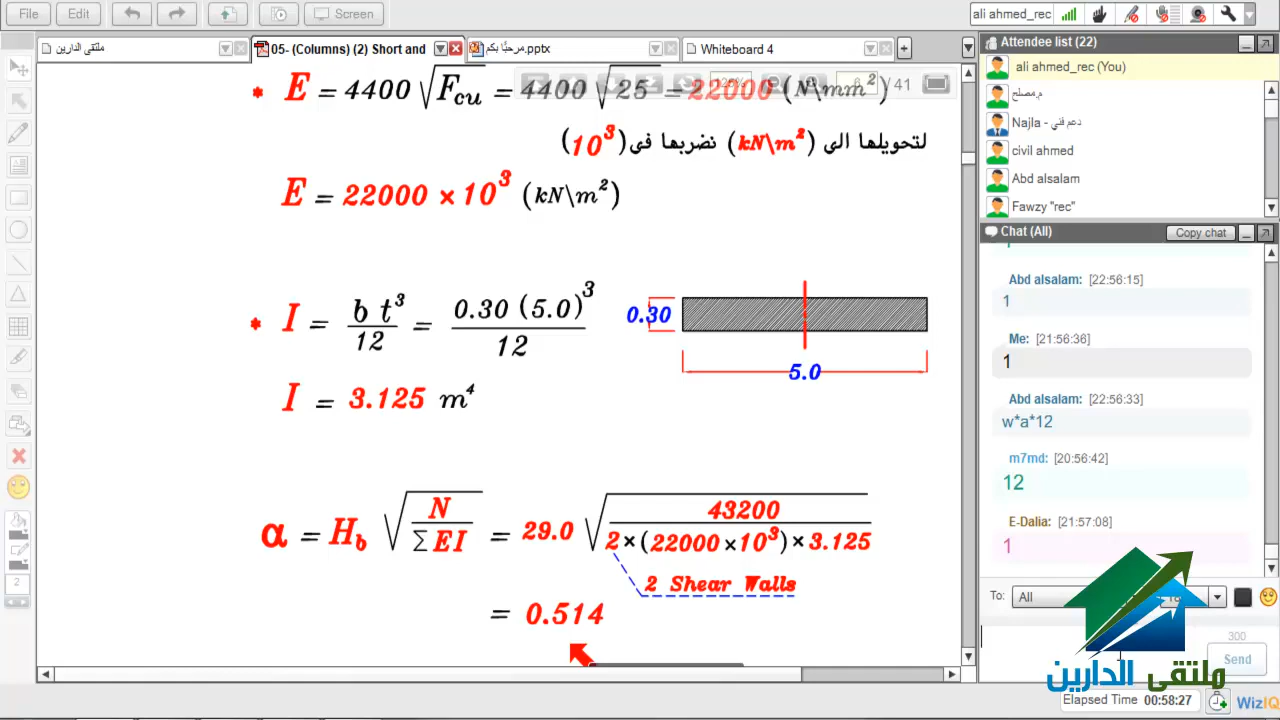 File Edit Screen
ملتقى الدارين
05- (Columns) (2) Short and
مرحبًا بكم.pptx
Whiteboard 4
* E = 4400 √Fcu = 4400 √25 = 22000 (N\mm²)
125% 6 / 41
لتحويلها الى (kN\m²) نضربها فى (10³)
E = 22000 × 10³ (kN\m²)
* I = b t³ / 12 = 0.30 (5.0)³ / 12
0.30
5.0
I = 3.125 m⁴
α = Hb √(N / Σ EI) = 29.0 √(43200 / 2×(22000×10³)×3.125)
2 Shear Walls
= 0.514
2
ali ahmed_rec
Attendee list (22)
ali ahmed_rec (You)
م.مصلح
Najla - دعم فني
civil ahmed
Abd alsalam
Fawzy "rec"
Chat (All)
Copy chat
Abd alsalam: [22:56:15]
1
Me: [21:56:36]
1
Abd alsalam: [22:56:33]
w*a*12
m7md: [20:56:42]
12
E-Dalia: [21:57:08]
1
To: All
300
Send
ملتقى الدارين
Elapsed Time 00:58:27
WizIQ